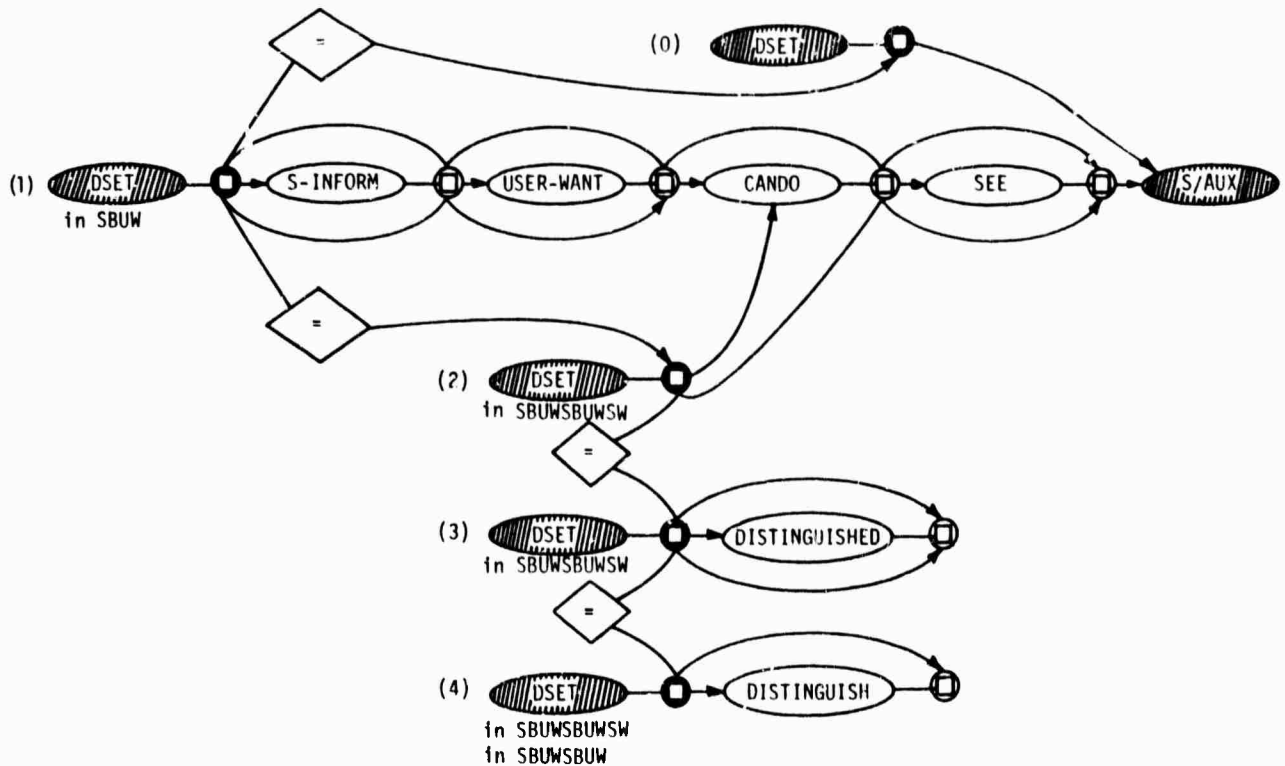 =
(0) DSET
(1) DSET S-INFORM USER-WANT CANDO SEE S/AUX
in SBUW
=
(2) DSET
in SBUWSBUWSW
=
(3) DSET DISTINGUISHED
in SBUWSBUWSW
=
(4) DSET DISTINGUISH
in SBUWSBUWSW
in SBUWSBUW